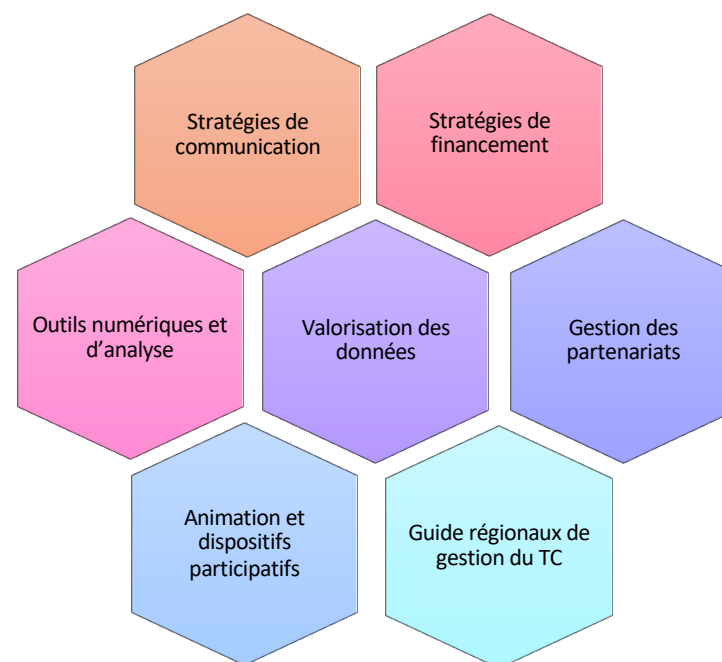 Stratégies de
communication
Stratégies de
financement
Outils numériques et
d’analyse
Valorisation des
données
Gestion des
partenariats
Animation et
dispositifs
participatifs
Guide régionaux de
gestion du TC